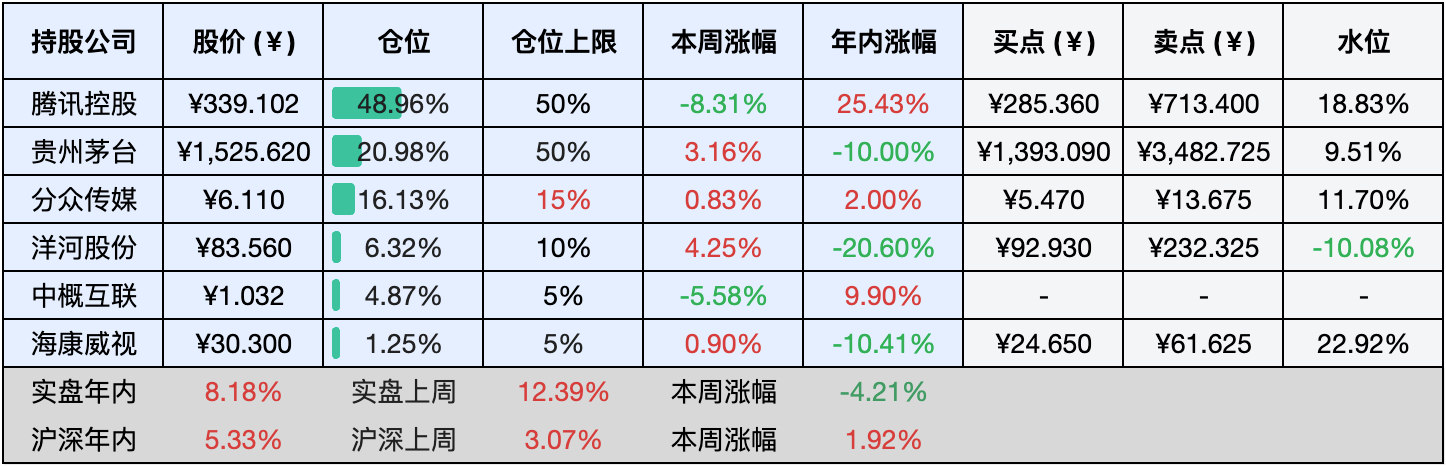 持股公司 股价 (¥) 仓位 仓位上限 本周涨幅 年内涨幅 买点 (¥) 卖点 (¥) 水位
腾讯控股 ¥339.102 48.96% 50% -8.31% 25.43% ¥285.360 ¥713.400 18.83%
贵州茅台 ¥1,525.620 20.98% 50% 3.16% -10.00% ¥1,393.090 ¥3,482.725 9.51%
分众传媒 ¥6.110 16.13% 15% 0.83% 2.00% ¥5.470 ¥13.675 11.70%
洋河股份 ¥83.560 6.32% 10% 4.25% -20.60% ¥92.930 ¥232.325 -10.08%
中概互联 ¥1.032 4.87% 5% -5.58% 9.90% - - -
海康威视 ¥30.300 1.25% 5% 0.90% -10.41% ¥24.650 ¥61.625 22.92%
实盘年内 8.18% 实盘上周 12.39% 本周涨幅 -4.21%
沪深年内 5.33% 沪深上周 3.07% 本周涨幅 1.92%